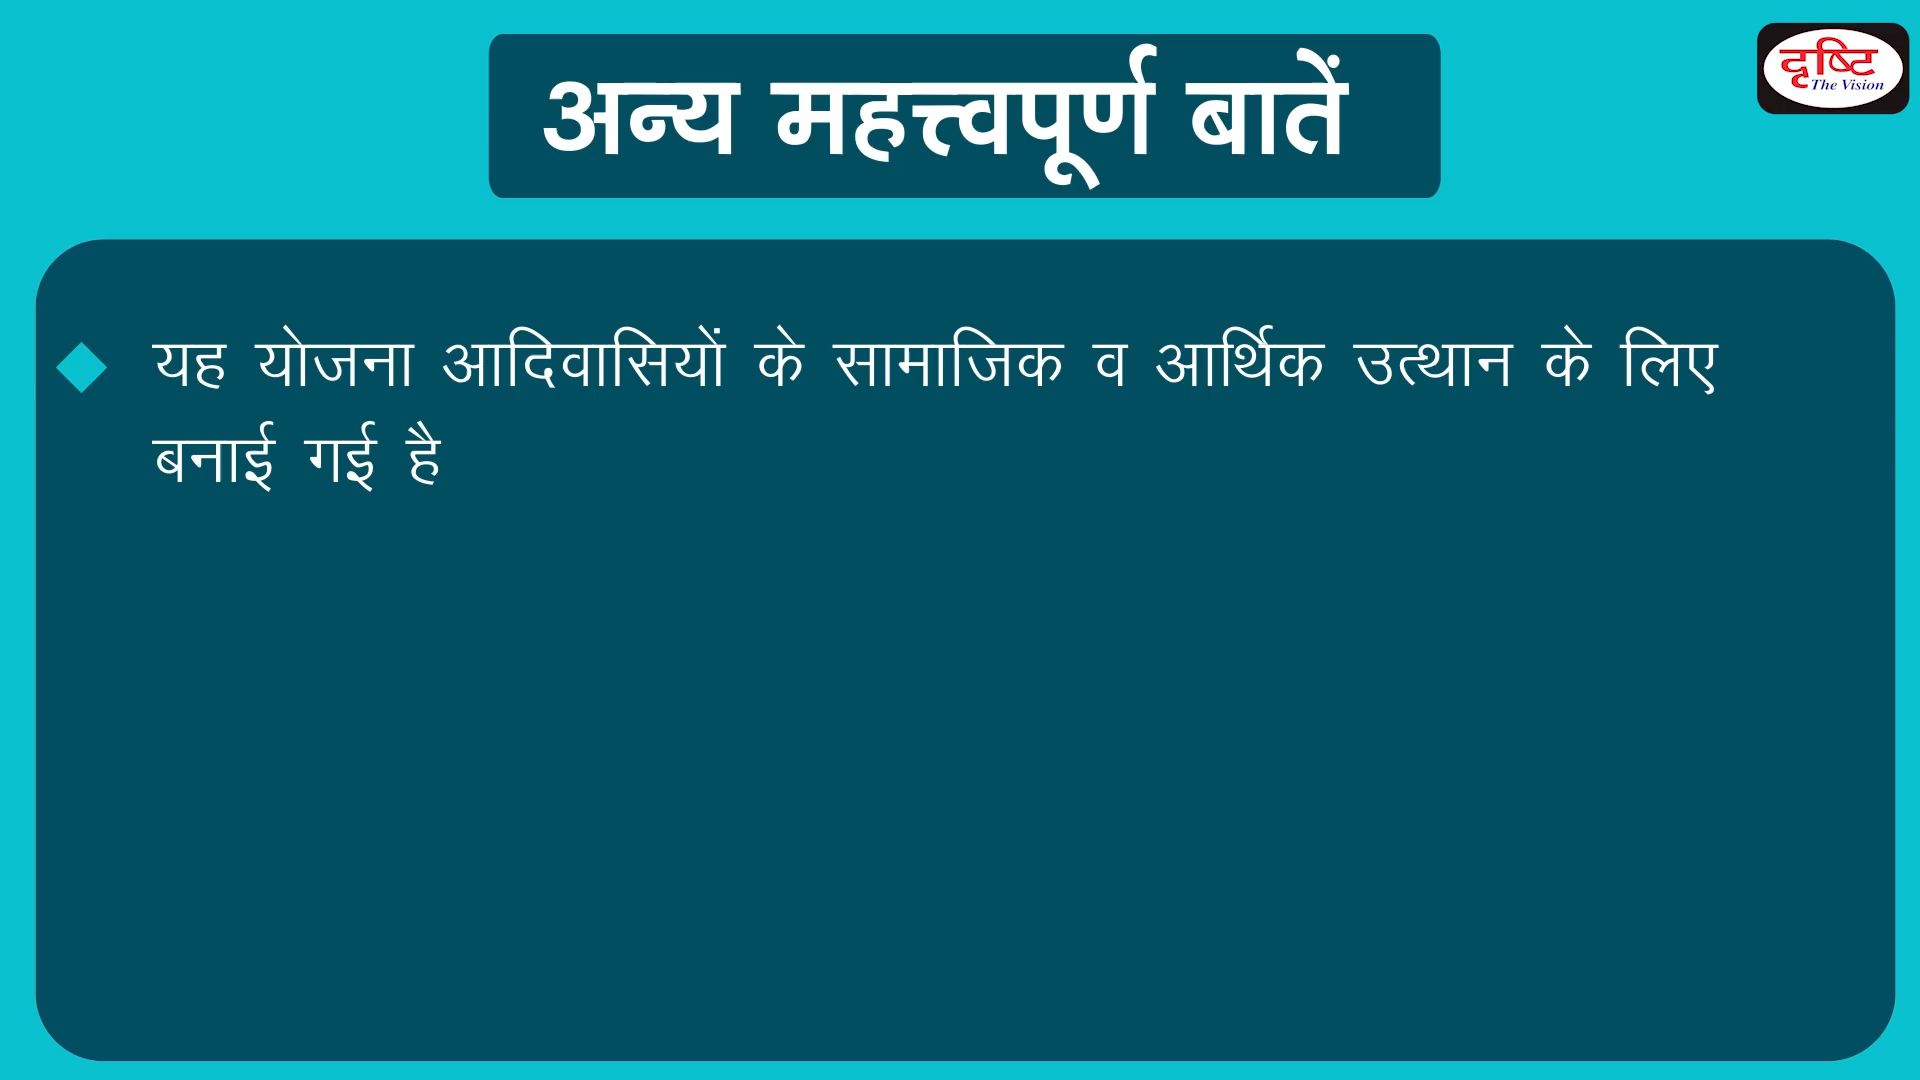 अन्य महत्त्वपूर्ण बातें
दृष्टि
The Vision
यह योजना आदिवासियों के सामाजिक व आर्थिक उत्थान के लिए
बनाई गई है